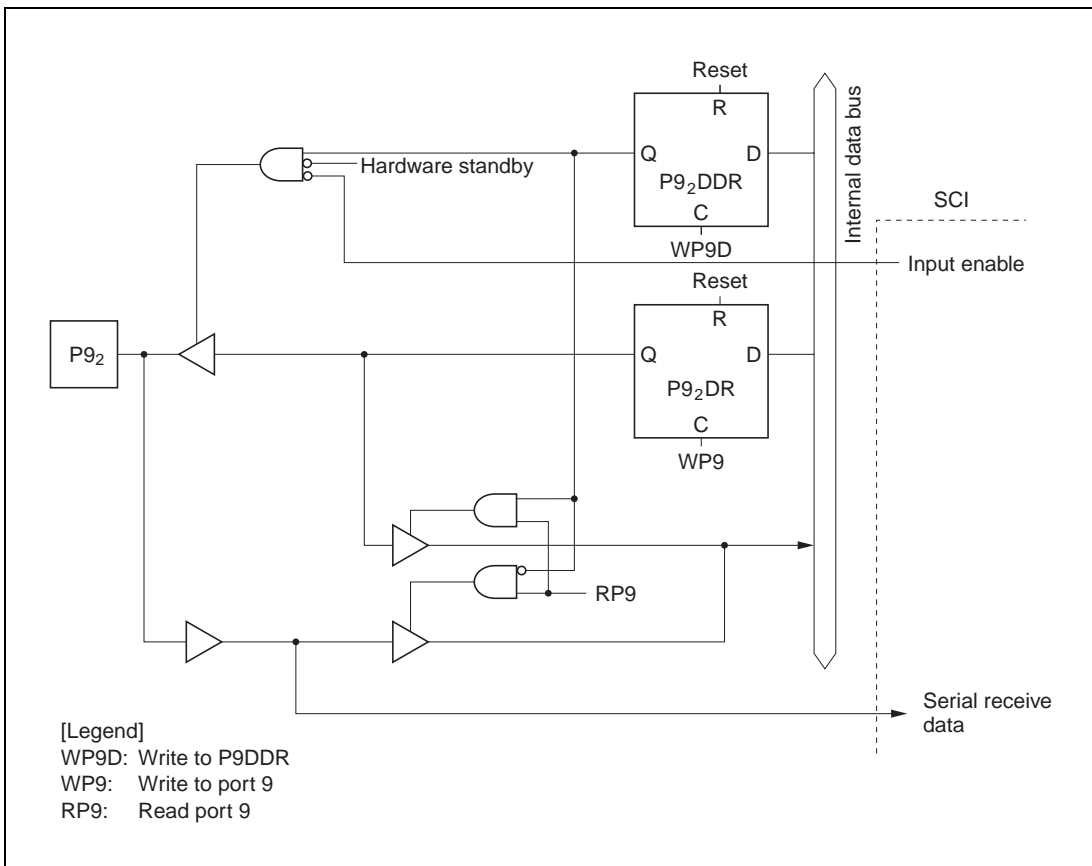 Reset
R
Q
D
P9₂DDR
C
WP9D
Hardware standby
Internal data bus
SCI
Input enable
Reset
R
Q
D
P9₂DR
C
WP9
P9₂
RP9
Serial receive
data
[Legend]
WP9D: Write to P9DDR
WP9: Write to port 9
RP9: Read port 9